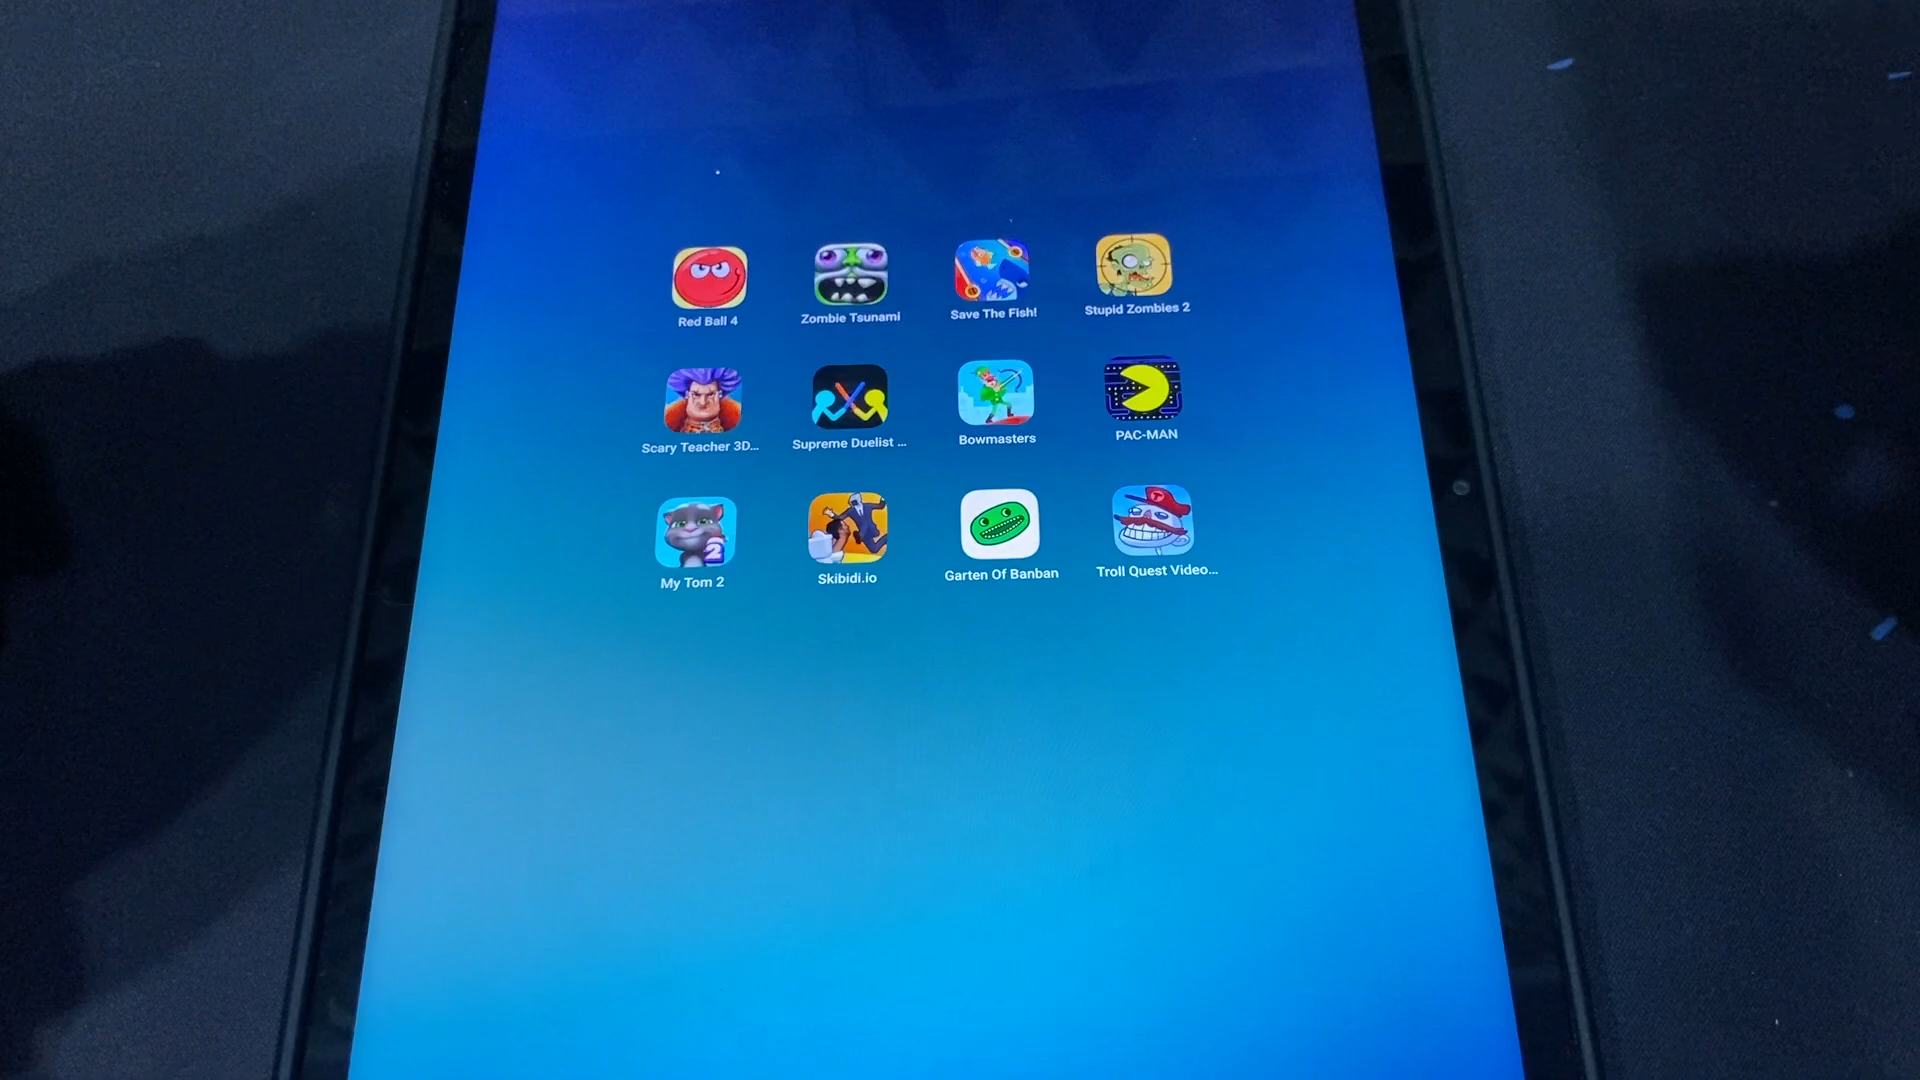 Red Ball 4
Zombie Tsunami
Save The Fish!
Stupid Zombies 2
Scary Teacher 3D...
Supreme Duelist ...
Bowmasters
PAC-MAN
2
My Tom 2
Skibidi.io
Garten Of Banban
T
Troll Quest Video...